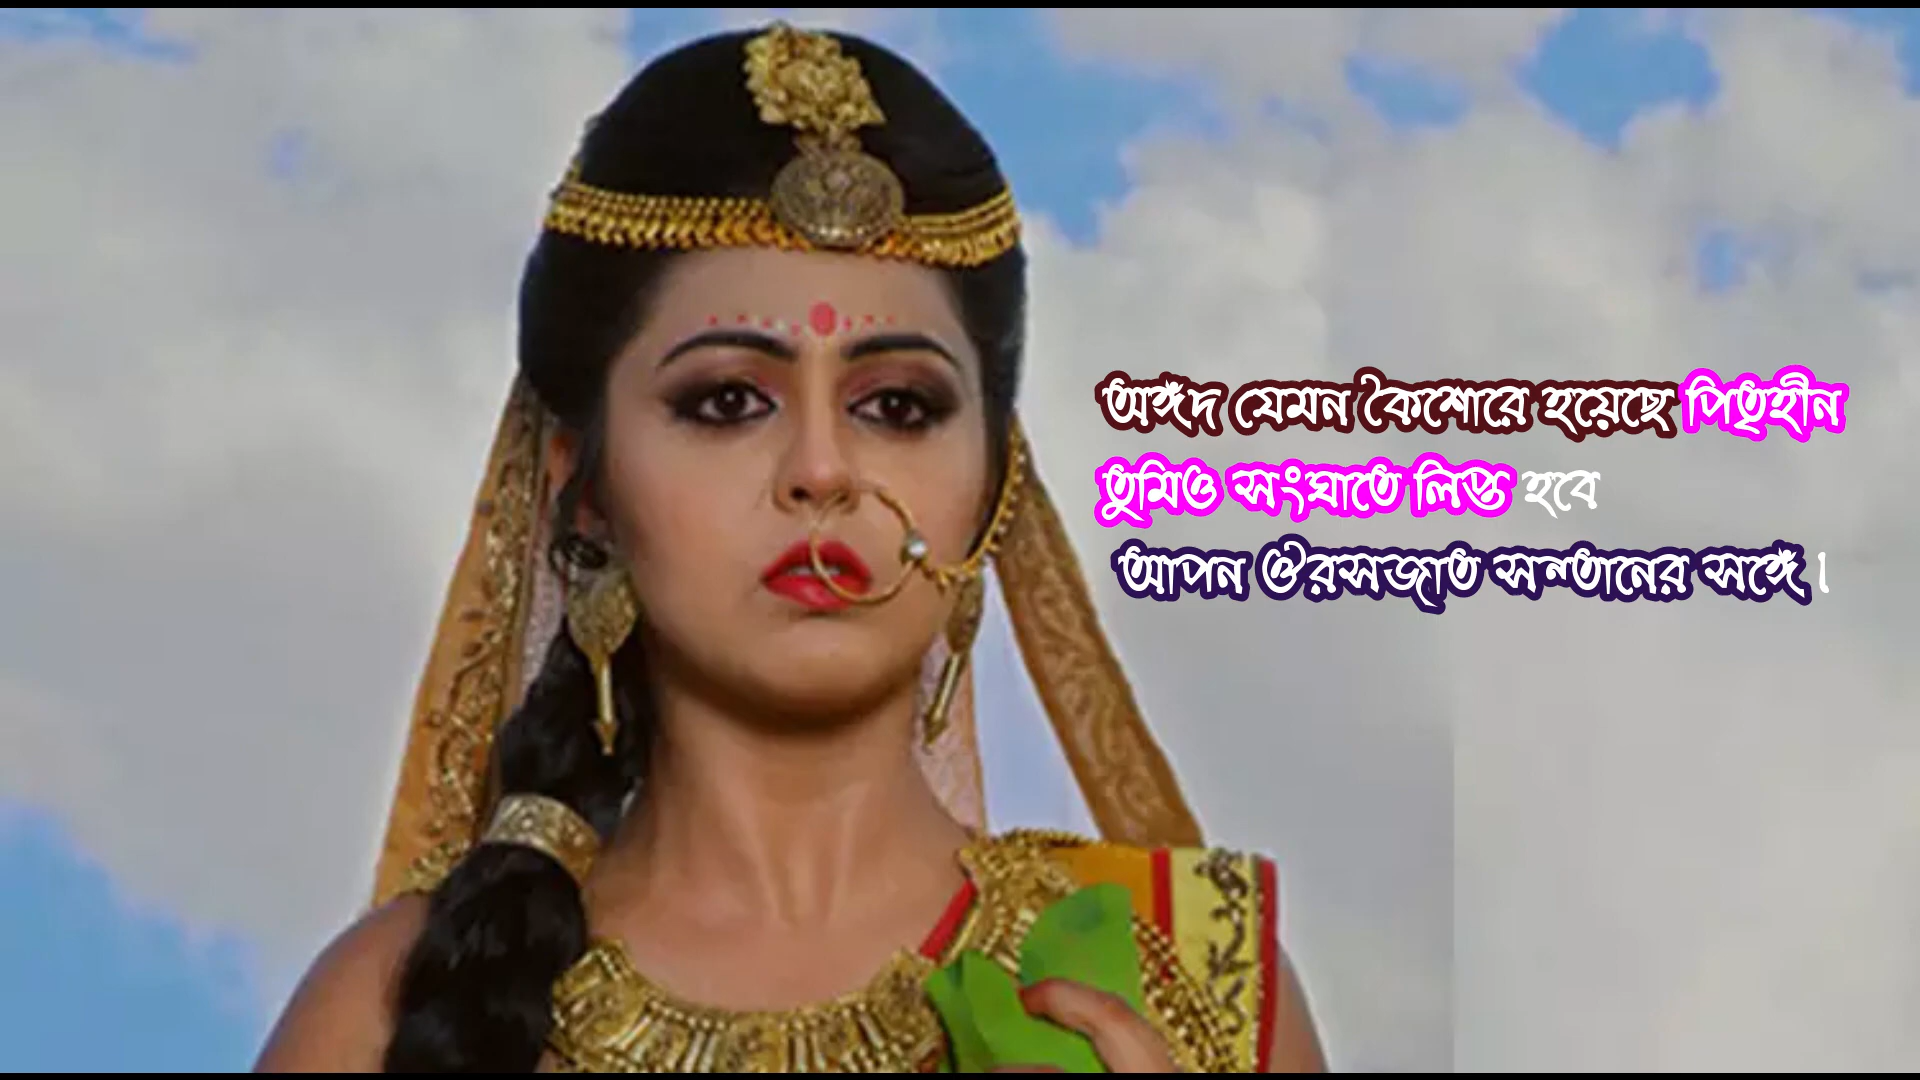 অঙ্গদ যেমন কৈশোরে হয়েছে পিতৃহীন
তুমিও সংঘাতে লিপ্ত হবে
আপন ঔরসজাত সন্তানের সঙ্গে।